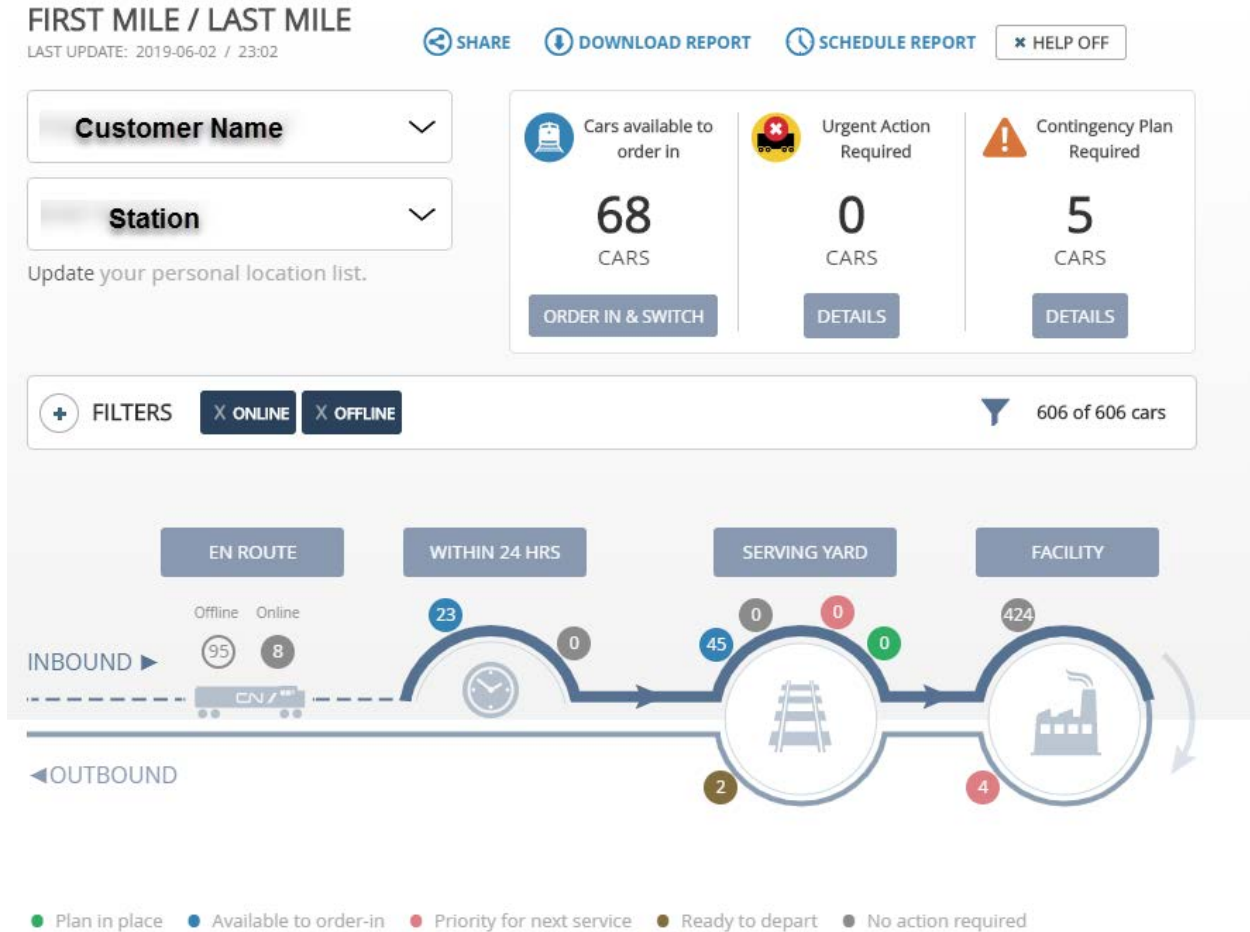 FIRST MILE / LAST MILE
LAST UPDATE: 2019-06-02 / 23:02
SHARE
DOWNLOAD REPORT
SCHEDULE REPORT
✖ HELP OFF
Customer Name
Station
Update your personal location list.
Cars available to
order in
68
CARS
ORDER IN & SWITCH
Urgent Action
Required
0
CARS
DETAILS
Contingency Plan
Required
5
CARS
DETAILS
+ FILTERS
X ONLINE
X OFFLINE
606 of 606 cars
EN ROUTE
WITHIN 24 HRS
SERVING YARD
FACILITY
Offline Online
95 8
23
0
45
0
0
0
424
INBOUND ►
CN
◄OUTBOUND
2
4
Plan in place
Available to order-in
Priority for next service
Ready to depart
No action required